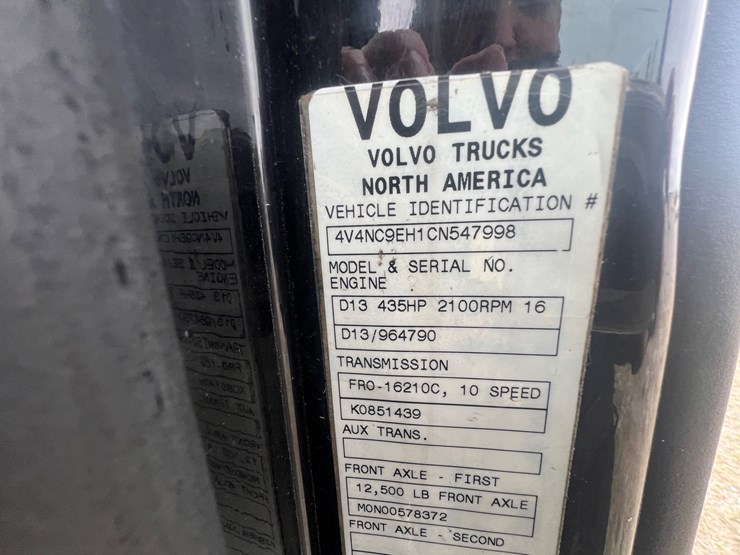 VOLVO
VOLVO TRUCKS
NORTH AMERICA
VEHICLE IDENTIFICATION #
4V4NC9EH1CN547998
MODEL & SERIAL NO.
ENGINE
D13 435HP 2100RPM 16
D13/964790
TRANSMISSION
FRO-16210C, 10 SPEED
K0851439
AUX TRANS.
FRONT AXLE - FIRST
12,500 LB FRONT AXLE
MON00578372
FRONT AXLE - SECOND